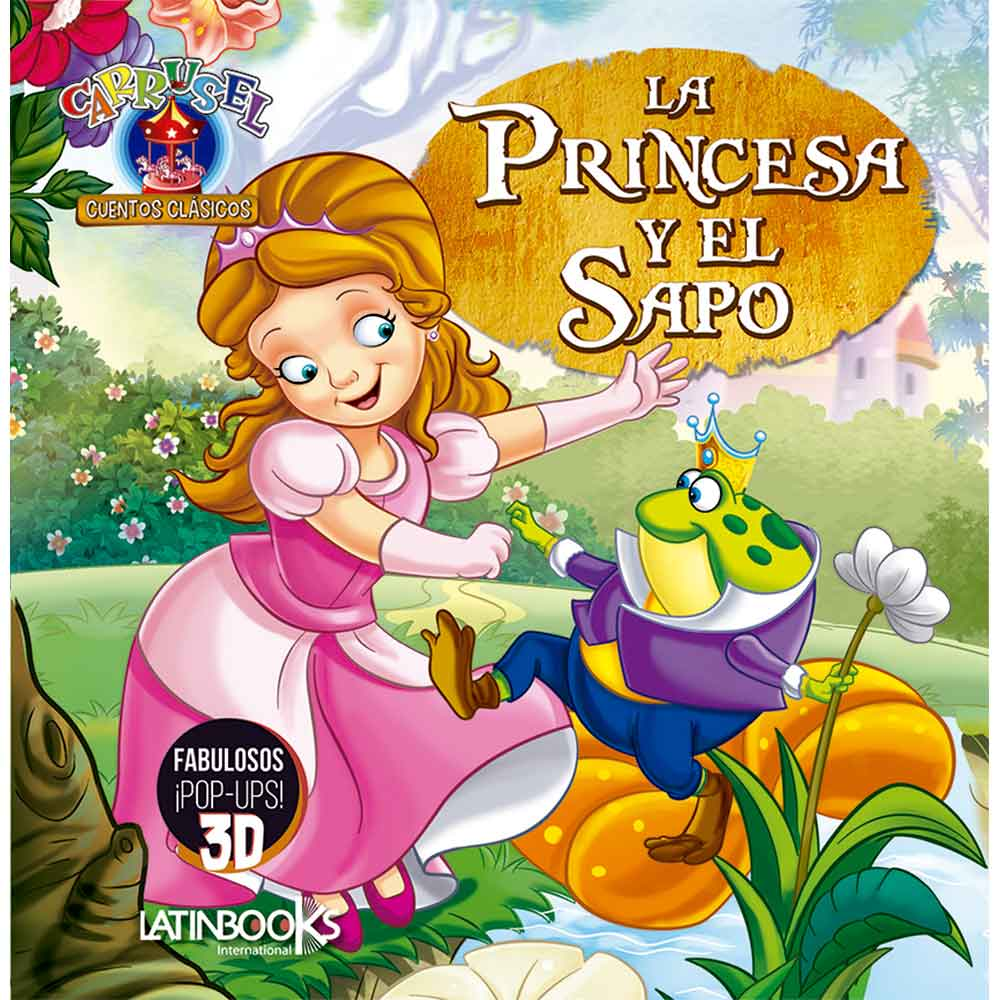 CARRUSEL
CUENTOS CLÁSICOS
LA
PRINCESA
Y EL
SAPO
FABULOSOS
¡POP-UPS!
3D
LATINBOOKS
International